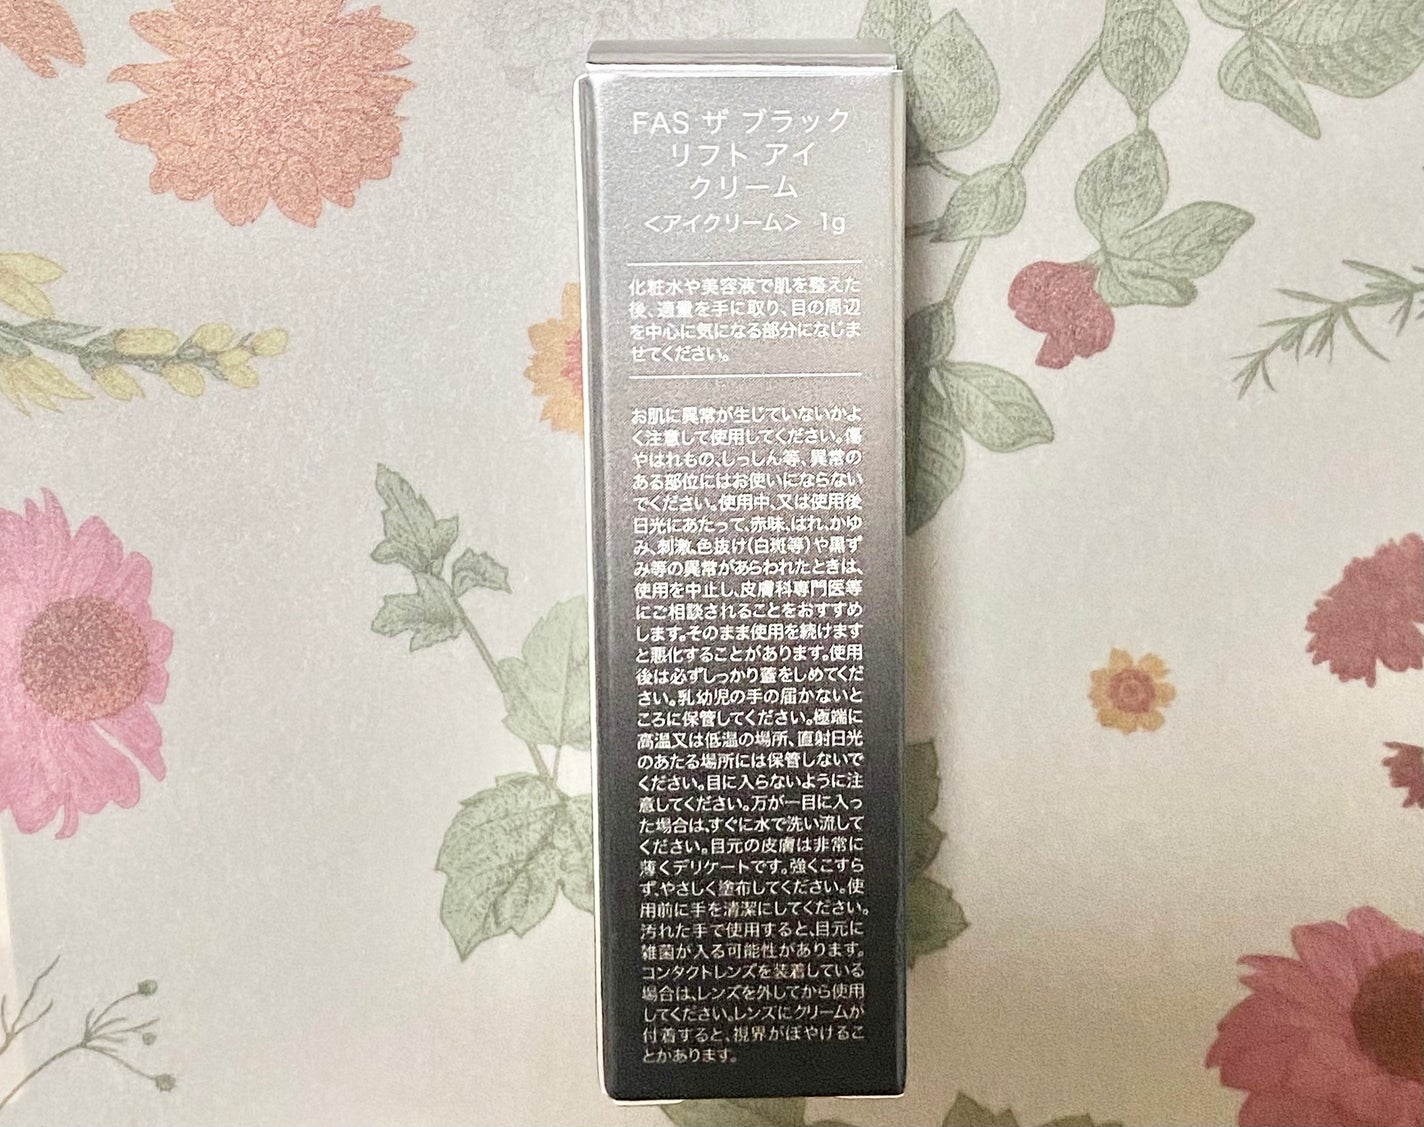 FAS ザ ブラック
リフト アイ
クリーム
＜アイクリーム＞ 1g
化粧水や美容液で肌を整えた
後、適量を手に取り、目の周辺
を中心に気になる部分になじま
せてください。
お肌に異常が生じていないかよ
く注意して使用してください。傷
やはれもの、しっしん等、異常の
ある部位にはお使いにならない
でください。使用中、又は使用後
日光にあたって、赤味、はれ、かゆ
み、刺激、色抜け(白斑等)や黒ず
み等の異常があらわれたときは、
使用を中止し、皮膚科専門医等
にご相談されることをおすすめ
します。そのまま使用を続けます
と悪化することがあります。使用
後は必ずしっかり蓋をしめてくだ
さい。乳幼児の手の届かないと
ころに保管してください。極端に
高温又は低温の場所、直射日光
のあたる場所には保管しないで
ください。目に入らないように注
意してください。万が一目に入っ
た場合は、すぐに水で洗い流して
ください。目元の皮膚は非常に
薄くデリケートです。強くこすら
ず、やさしく塗布してください。使
用前に手を清潔にしてください。
汚れた手で使用すると、目元に
雑菌が入る可能性があります。
コンタクトレンズを装着している
場合は、レンズを外してから使用
してください。レンズにクリームが
付着すると、視界がぼやけるこ
とがあります。